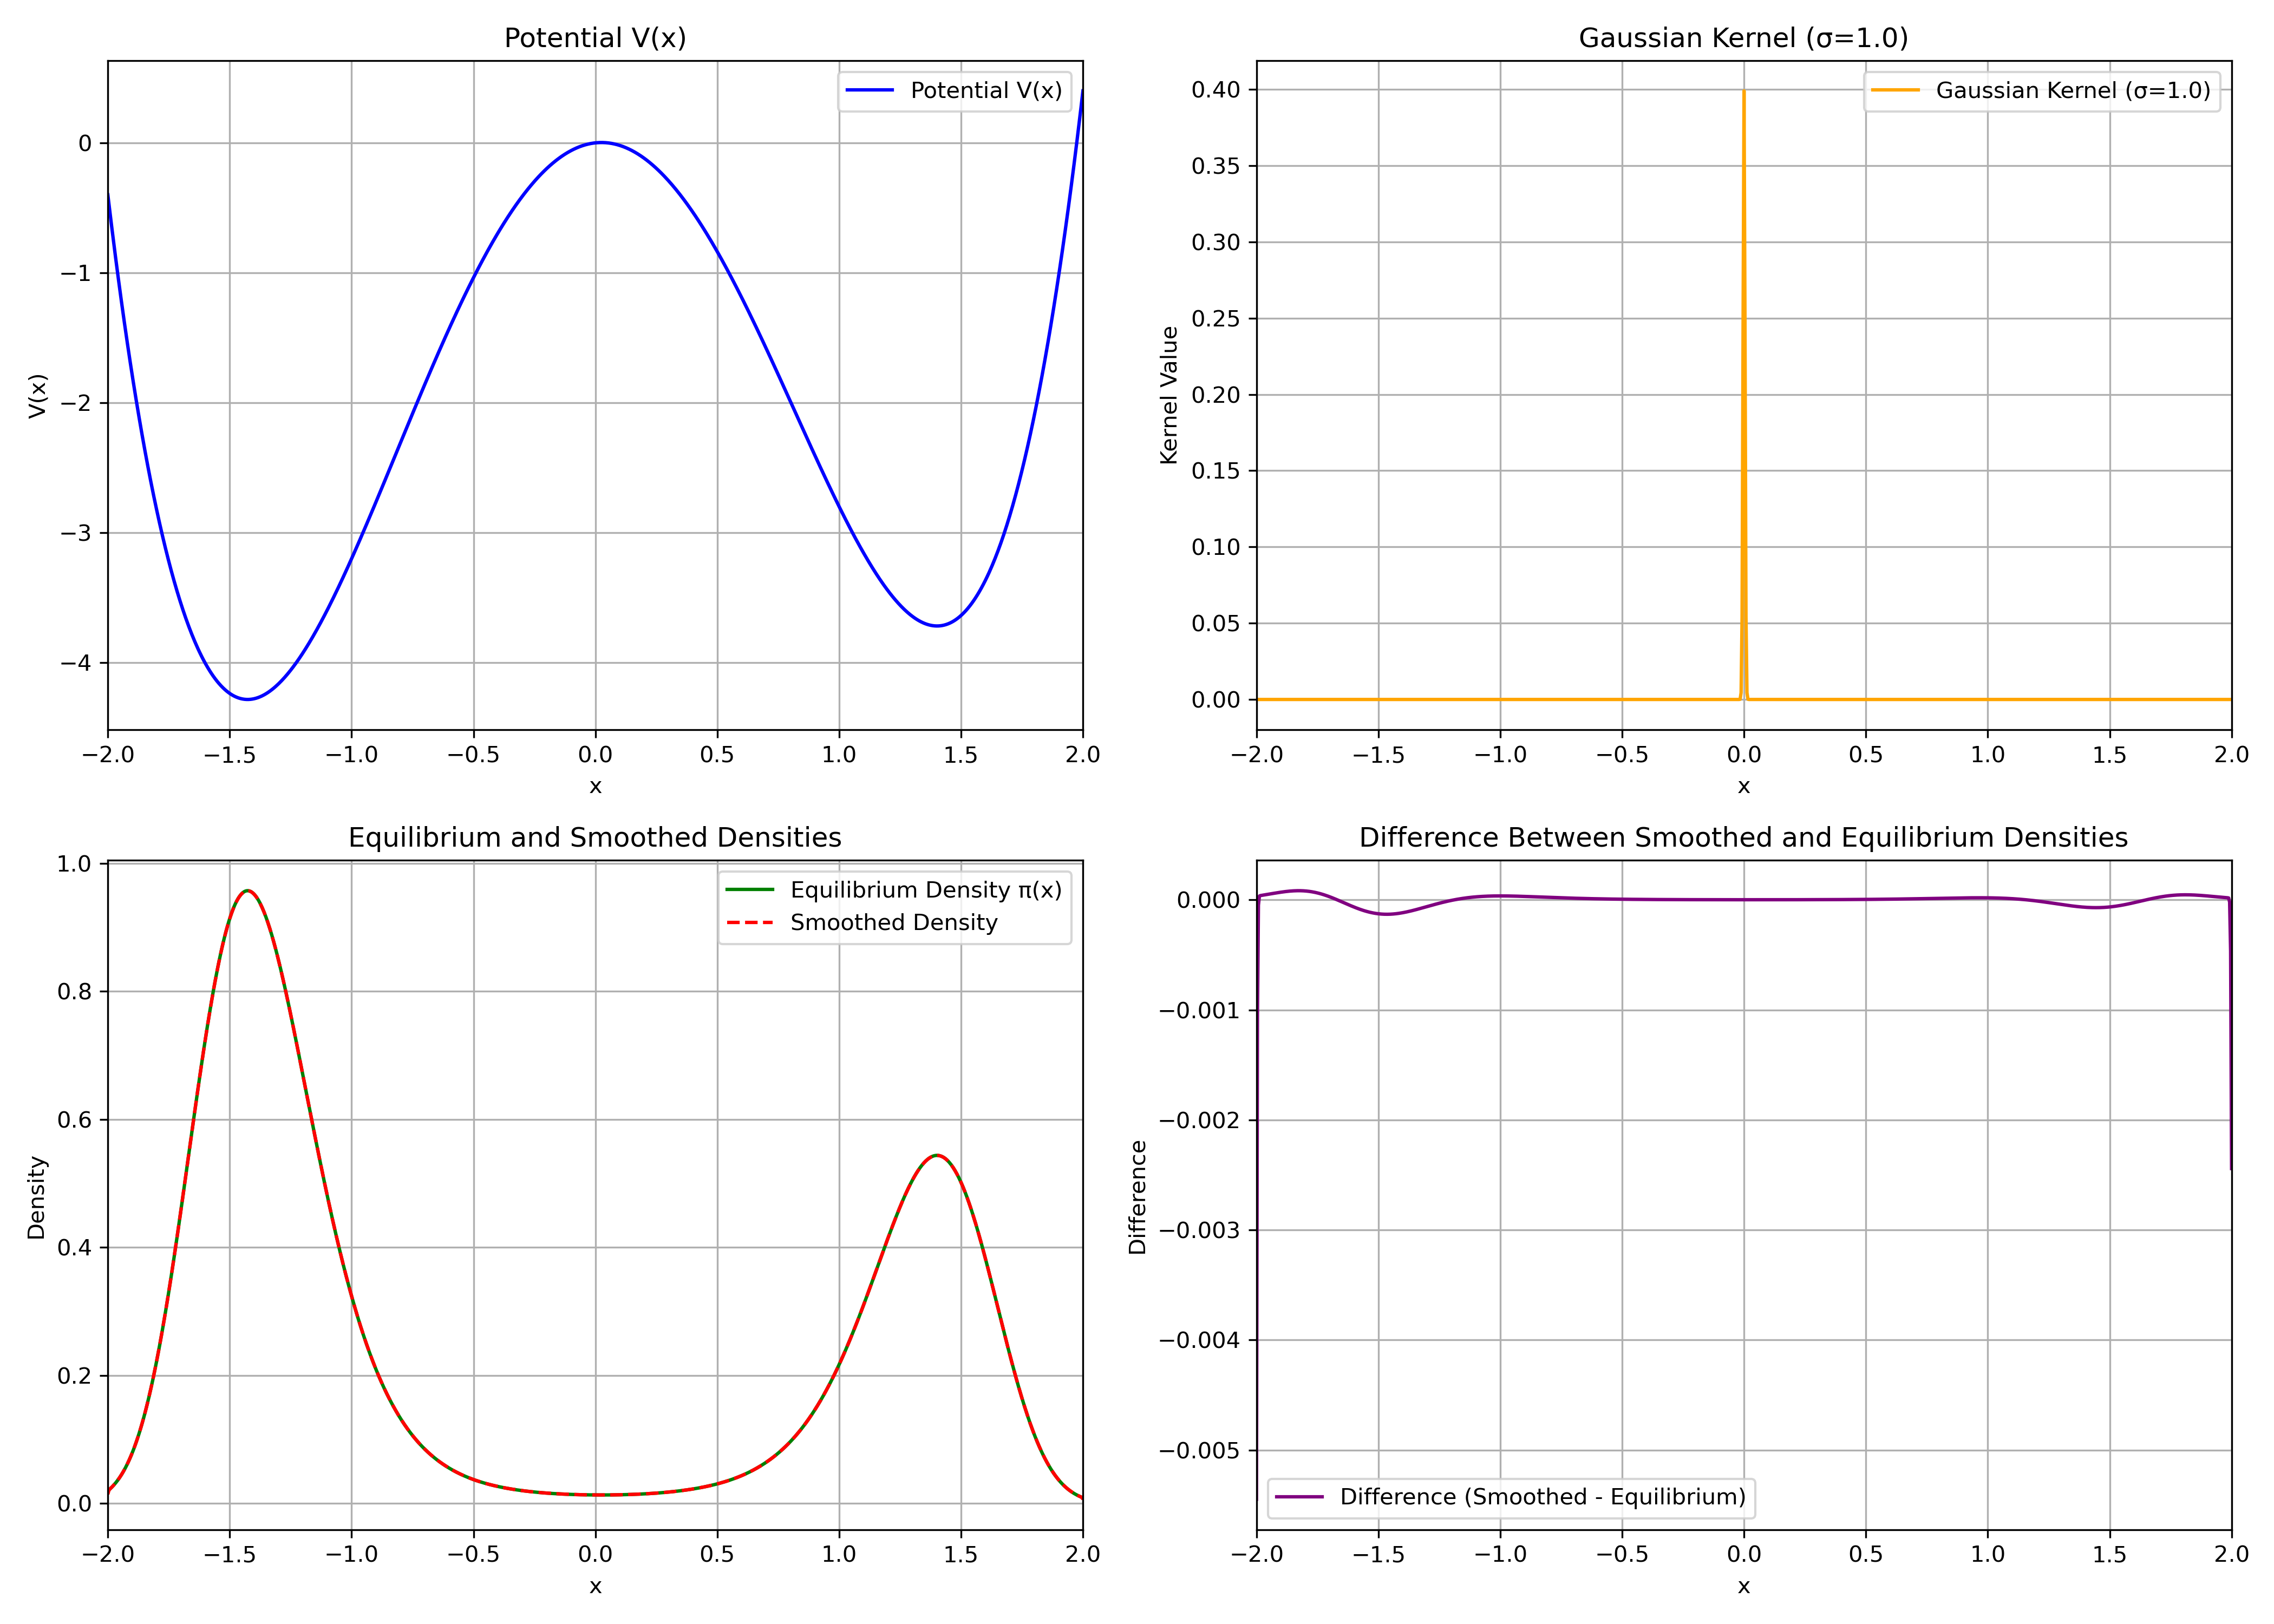 Potential V(x)
Potential V(x)
V(x)
0
−1
−2
−3
−4
−2.0 −1.5 −1.0 −0.5 0.0 0.5 1.0 1.5 2.0
x
Gaussian Kernel (σ=1.0)
Gaussian Kernel (σ=1.0)
Kernel Value
0.40
0.35
0.30
0.25
0.20
0.15
0.10
0.05
0.00
−2.0 −1.5 −1.0 −0.5 0.0 0.5 1.0 1.5 2.0
x
Equilibrium and Smoothed Densities
Equilibrium Density π(x)
Smoothed Density
Density
1.0
0.8
0.6
0.4
0.2
0.0
−2.0 −1.5 −1.0 −0.5 0.0 0.5 1.0 1.5 2.0
x
Difference Between Smoothed and Equilibrium Densities
Difference
0.000
−0.001
−0.002
−0.003
−0.004
−0.005
Difference (Smoothed - Equilibrium)
−2.0 −1.5 −1.0 −0.5 0.0 0.5 1.0 1.5 2.0
x